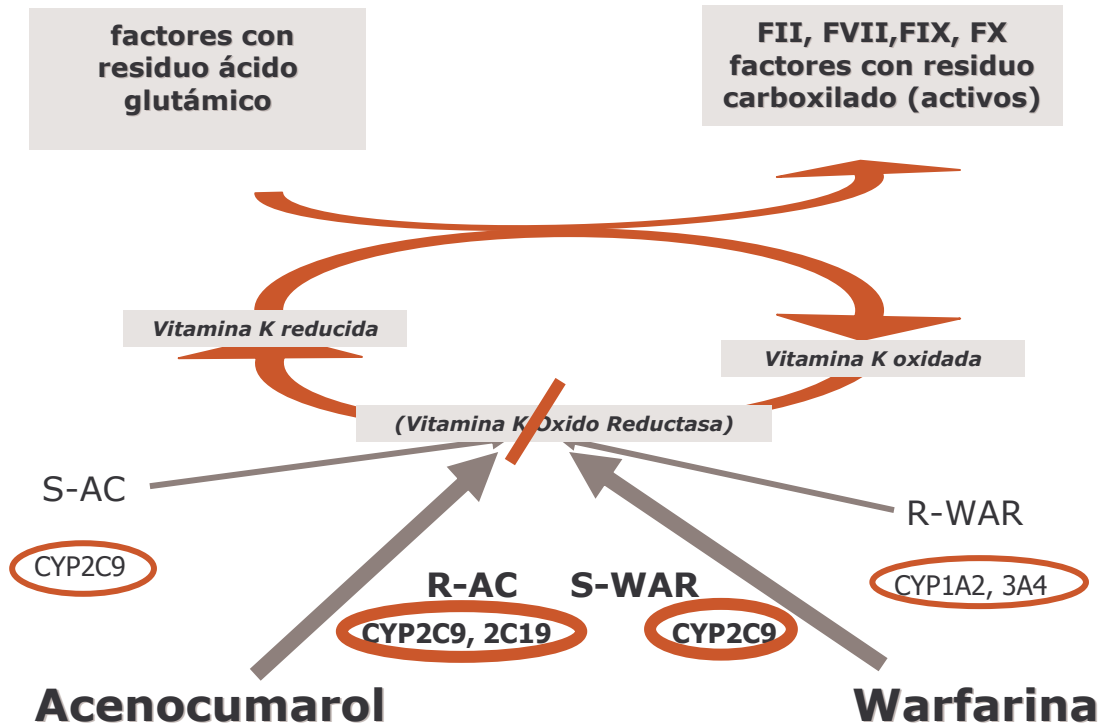 factores con
residuo ácido
glutámico
FII, FVII,FIX, FX
factores con residuo
carboxilado (activos)
Vitamina K reducida
Vitamina K oxidada
(Vitamina K Oxido Reductasa)
S-AC
R-WAR
CYP2C9
CYP1A2, 3A4
R-AC
S-WAR
CYP2C9, 2C19
CYP2C9
Acenocumarol
Warfarina